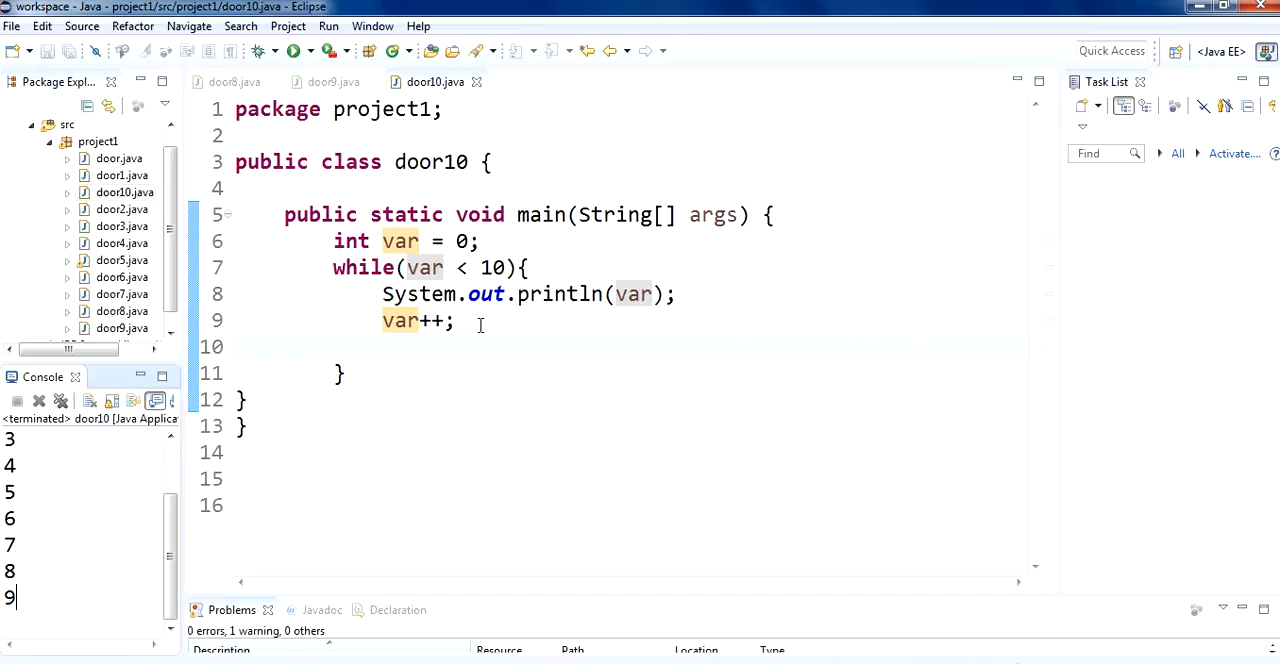 workspace - Java - project1/src/project1/door10.java - Eclipse
File Edit Source Refactor Navigate Search Project Run Window Help
Quick Access <Java EE>
Package Expl...
src
project1
door.java
door1.java
door10.java
door2.java
door3.java
door4.java
door5.java
door6.java
door7.java
door8.java
door9.java
Console
<terminated> door10 [Java Applica
3
4
5
6
7
8
9
door8.java door9.java door10.java
1 package project1;
2
3 public class door10 {
4
5 public static void main(String[] args) {
6 int var = 0;
7 while(var < 10){
8 System.out.println(var);
9 var++;
10
11 }
12 }
13 }
14
15
16
Problems Javadoc Declaration
0 errors, 1 warning, 0 others
Description Resource Path Location Type
Task List
Find All Activate...